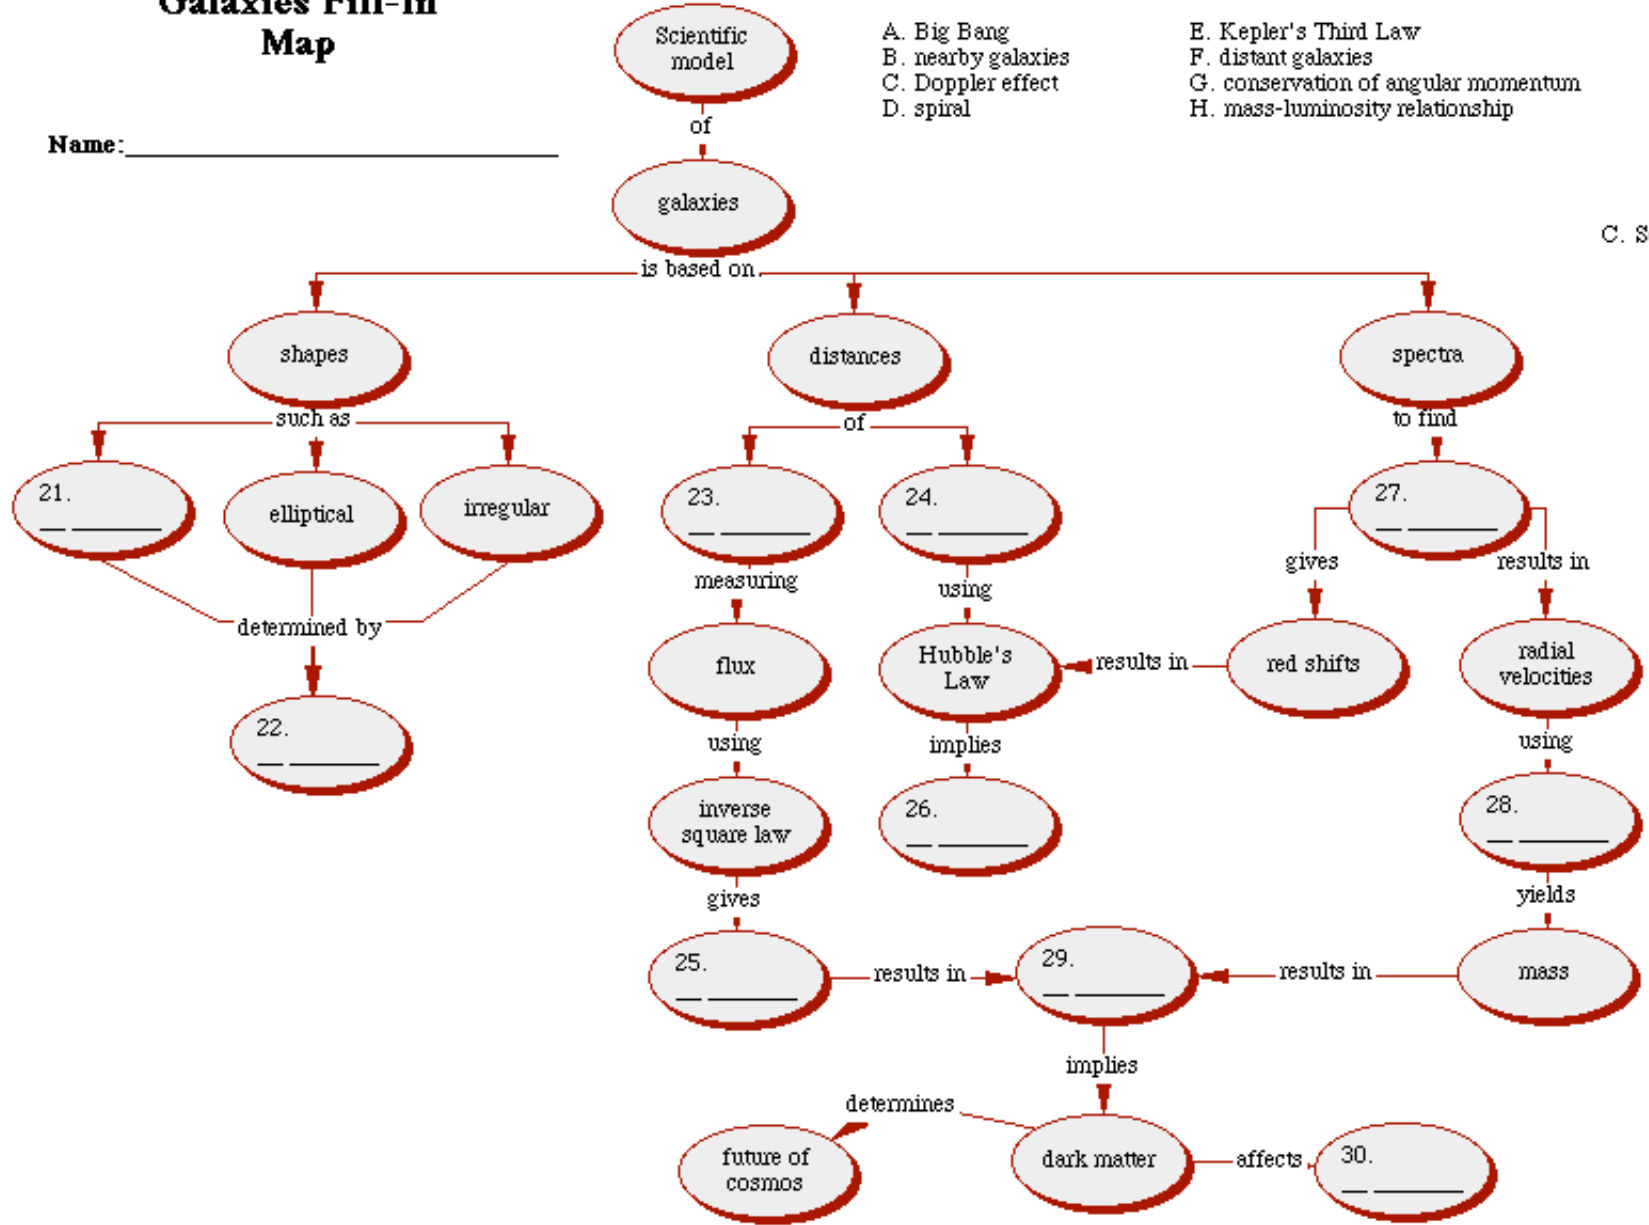 Galaxies Fill-in
Map
Name:
A. Big Bang
B. nearby galaxies
C. Doppler effect
D. spiral
E. Kepler's Third Law
F. distant galaxies
G. conservation of angular momentum
H. mass-luminosity relationship
C. S
Scientific
model
of
galaxies
is based on
shapes
distances
spectra
such as
of
to find
21.
elliptical
irregular
23.
24.
27.
determined by
measuring
using
gives
results in
22.
flux
Hubble's
Law
results in
red shifts
radial
velocities
using
implies
using
inverse
square law
26.
28.
gives
yields
25.
results in
29.
results in
mass
implies
determines
future of
cosmos
dark matter
affects
30.